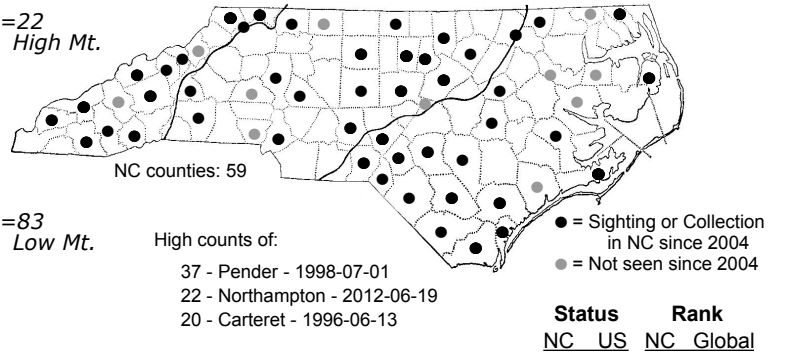 =22
High Mt.
NC counties: 59
=83
Low Mt.
High counts of:
37 - Pender - 1998-07-01
22 - Northampton - 2012-06-19
20 - Carteret - 1996-06-13
= Sighting or Collection
in NC since 2004
= Not seen since 2004
Status Rank
NC US NC Global